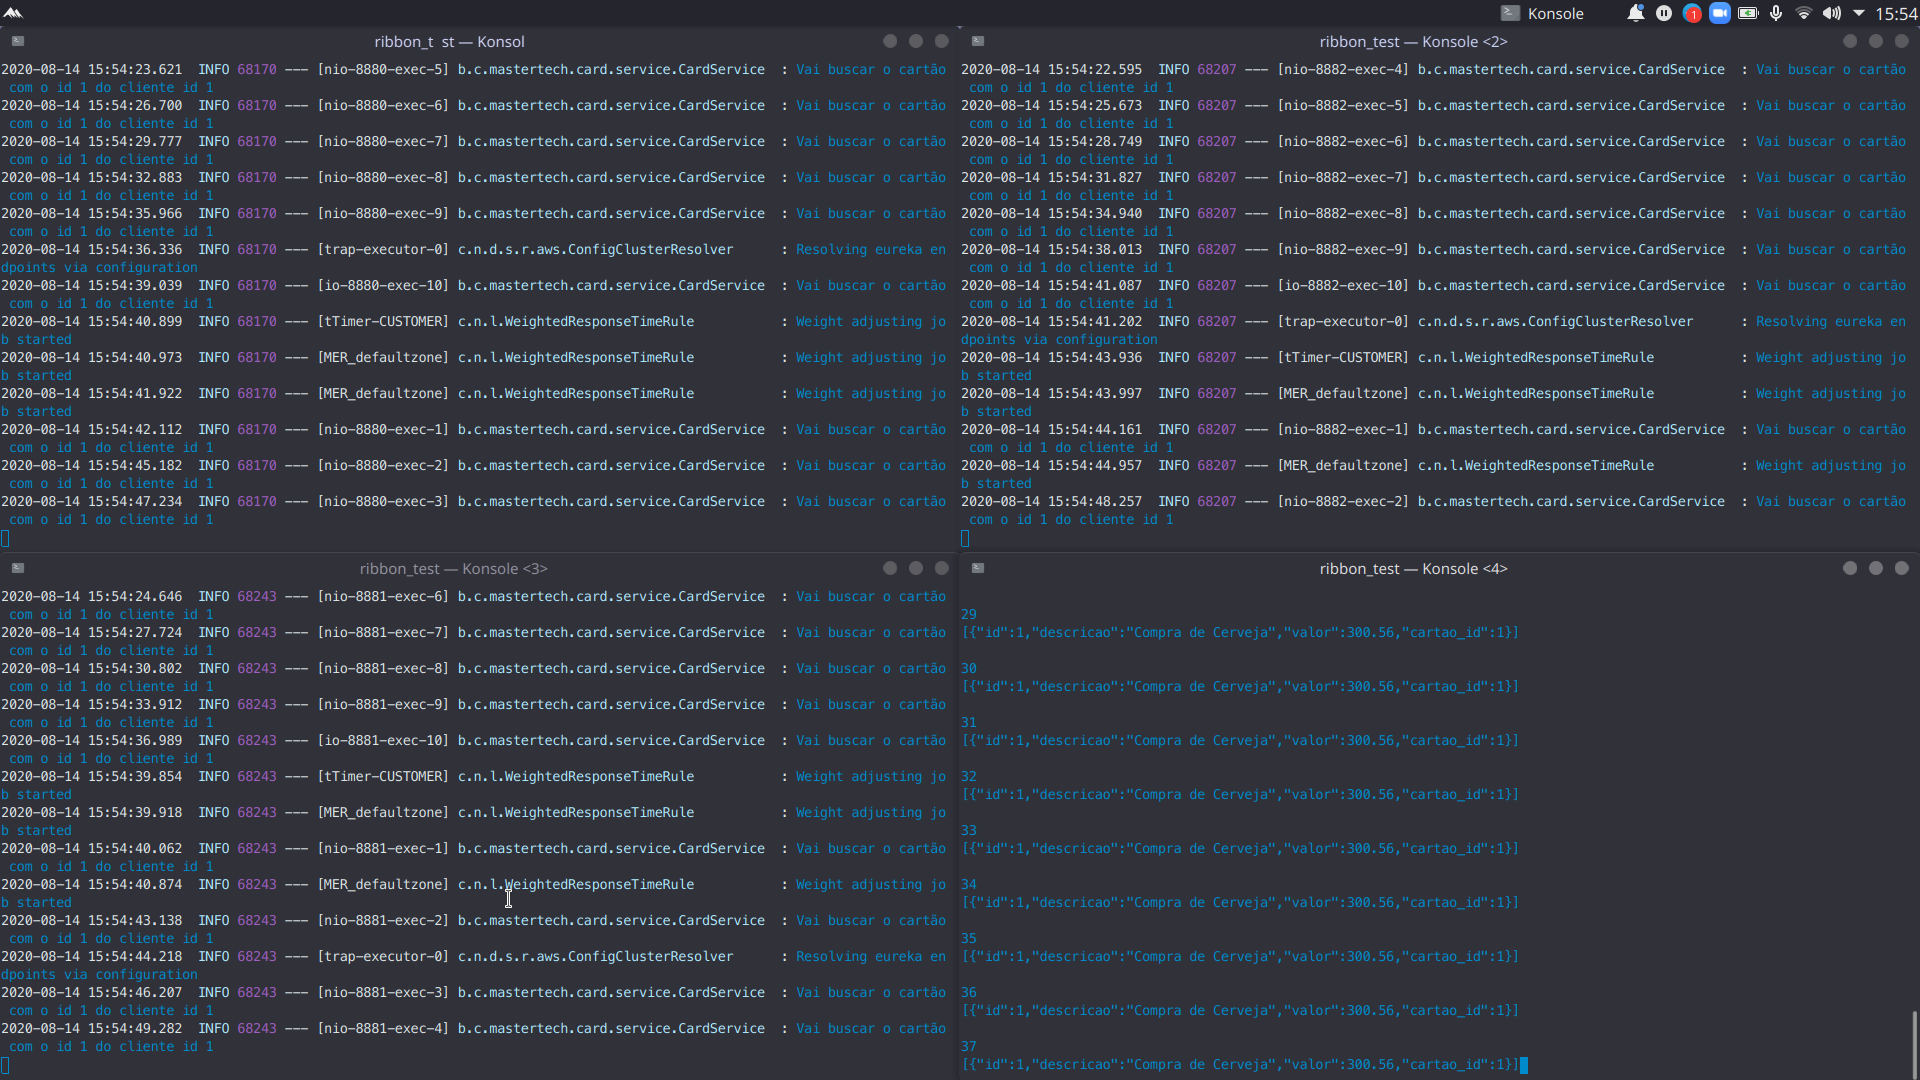 Konsole
1
15:54
ribbon_t st — Konsol
2020-08-14 15:54:23.621 INFO 68170 --- [nio-8880-exec-5] b.c.mastertech.card.service.CardService : Vai buscar o cartão
com o id 1 do cliente id 1
2020-08-14 15:54:26.700 INFO 68170 --- [nio-8880-exec-6] b.c.mastertech.card.service.CardService : Vai buscar o cartão
com o id 1 do cliente id 1
2020-08-14 15:54:29.777 INFO 68170 --- [nio-8880-exec-7] b.c.mastertech.card.service.CardService : Vai buscar o cartão
com o id 1 do cliente id 1
2020-08-14 15:54:32.883 INFO 68170 --- [nio-8880-exec-8] b.c.mastertech.card.service.CardService : Vai buscar o cartão
com o id 1 do cliente id 1
2020-08-14 15:54:35.966 INFO 68170 --- [nio-8880-exec-9] b.c.mastertech.card.service.CardService : Vai buscar o cartão
com o id 1 do cliente id 1
2020-08-14 15:54:36.336 INFO 68170 --- [trap-executor-0] c.n.d.s.r.aws.ConfigClusterResolver : Resolving eureka en
dpoints via configuration
2020-08-14 15:54:39.039 INFO 68170 --- [io-8880-exec-10] b.c.mastertech.card.service.CardService : Vai buscar o cartão
com o id 1 do cliente id 1
2020-08-14 15:54:40.899 INFO 68170 --- [tTimer-CUSTOMER] c.n.l.WeightedResponseTimeRule : Weight adjusting jo
b started
2020-08-14 15:54:40.973 INFO 68170 --- [MER_defaultzone] c.n.l.WeightedResponseTimeRule : Weight adjusting jo
b started
2020-08-14 15:54:41.922 INFO 68170 --- [MER_defaultzone] c.n.l.WeightedResponseTimeRule : Weight adjusting jo
b started
2020-08-14 15:54:42.112 INFO 68170 --- [nio-8880-exec-1] b.c.mastertech.card.service.CardService : Vai buscar o cartão
com o id 1 do cliente id 1
2020-08-14 15:54:45.182 INFO 68170 --- [nio-8880-exec-2] b.c.mastertech.card.service.CardService : Vai buscar o cartão
com o id 1 do cliente id 1
2020-08-14 15:54:47.234 INFO 68170 --- [nio-8880-exec-3] b.c.mastertech.card.service.CardService : Vai buscar o cartão
com o id 1 do cliente id 1
ribbon_test — Konsole <2>
2020-08-14 15:54:22.595 INFO 68207 --- [nio-8882-exec-4] b.c.mastertech.card.service.CardService : Vai buscar o cartão
com o id 1 do cliente id 1
2020-08-14 15:54:25.673 INFO 68207 --- [nio-8882-exec-5] b.c.mastertech.card.service.CardService : Vai buscar o cartão
com o id 1 do cliente id 1
2020-08-14 15:54:28.749 INFO 68207 --- [nio-8882-exec-6] b.c.mastertech.card.service.CardService : Vai buscar o cartão
com o id 1 do cliente id 1
2020-08-14 15:54:31.827 INFO 68207 --- [nio-8882-exec-7] b.c.mastertech.card.service.CardService : Vai buscar o cartão
com o id 1 do cliente id 1
2020-08-14 15:54:34.940 INFO 68207 --- [nio-8882-exec-8] b.c.mastertech.card.service.CardService : Vai buscar o cartão
com o id 1 do cliente id 1
2020-08-14 15:54:38.013 INFO 68207 --- [nio-8882-exec-9] b.c.mastertech.card.service.CardService : Vai buscar o cartão
com o id 1 do cliente id 1
2020-08-14 15:54:41.087 INFO 68207 --- [io-8882-exec-10] b.c.mastertech.card.service.CardService : Vai buscar o cartão
com o id 1 do cliente id 1
2020-08-14 15:54:41.202 INFO 68207 --- [trap-executor-0] c.n.d.s.r.aws.ConfigClusterResolver : Resolving eureka en
dpoints via configuration
2020-08-14 15:54:43.936 INFO 68207 --- [tTimer-CUSTOMER] c.n.l.WeightedResponseTimeRule : Weight adjusting jo
b started
2020-08-14 15:54:43.997 INFO 68207 --- [MER_defaultzone] c.n.l.WeightedResponseTimeRule : Weight adjusting jo
b started
2020-08-14 15:54:44.161 INFO 68207 --- [nio-8882-exec-1] b.c.mastertech.card.service.CardService : Vai buscar o cartão
com o id 1 do cliente id 1
2020-08-14 15:54:44.957 INFO 68207 --- [MER_defaultzone] c.n.l.WeightedResponseTimeRule : Weight adjusting jo
b started
2020-08-14 15:54:48.257 INFO 68207 --- [nio-8882-exec-2] b.c.mastertech.card.service.CardService : Vai buscar o cartão
com o id 1 do cliente id 1
ribbon_test — Konsole <3>
2020-08-14 15:54:24.646 INFO 68243 --- [nio-8881-exec-6] b.c.mastertech.card.service.CardService : Vai buscar o cartão
com o id 1 do cliente id 1
2020-08-14 15:54:27.724 INFO 68243 --- [nio-8881-exec-7] b.c.mastertech.card.service.CardService : Vai buscar o cartão
com o id 1 do cliente id 1
2020-08-14 15:54:30.802 INFO 68243 --- [nio-8881-exec-8] b.c.mastertech.card.service.CardService : Vai buscar o cartão
com o id 1 do cliente id 1
2020-08-14 15:54:33.912 INFO 68243 --- [nio-8881-exec-9] b.c.mastertech.card.service.CardService : Vai buscar o cartão
com o id 1 do cliente id 1
2020-08-14 15:54:36.989 INFO 68243 --- [io-8881-exec-10] b.c.mastertech.card.service.CardService : Vai buscar o cartão
com o id 1 do cliente id 1
2020-08-14 15:54:39.854 INFO 68243 --- [tTimer-CUSTOMER] c.n.l.WeightedResponseTimeRule : Weight adjusting jo
b started
2020-08-14 15:54:39.918 INFO 68243 --- [MER_defaultzone] c.n.l.WeightedResponseTimeRule : Weight adjusting jo
b started
2020-08-14 15:54:40.062 INFO 68243 --- [nio-8881-exec-1] b.c.mastertech.card.service.CardService : Vai buscar o cartão
com o id 1 do cliente id 1
2020-08-14 15:54:40.874 INFO 68243 --- [MER_defaultzone] c.n.l.WeightedResponseTimeRule : Weight adjusting jo
b started
2020-08-14 15:54:43.138 INFO 68243 --- [nio-8881-exec-2] b.c.mastertech.card.service.CardService : Vai buscar o cartão
com o id 1 do cliente id 1
2020-08-14 15:54:44.218 INFO 68243 --- [trap-executor-0] c.n.d.s.r.aws.ConfigClusterResolver : Resolving eureka en
dpoints via configuration
2020-08-14 15:54:46.207 INFO 68243 --- [nio-8881-exec-3] b.c.mastertech.card.service.CardService : Vai buscar o cartão
com o id 1 do cliente id 1
2020-08-14 15:54:49.282 INFO 68243 --- [nio-8881-exec-4] b.c.mastertech.card.service.CardService : Vai buscar o cartão
com o id 1 do cliente id 1
ribbon_test — Konsole <4>
29
[{"id":1,"descricao":"Compra de Cerveja","valor":300.56,"cartao_id":1}]
30
[{"id":1,"descricao":"Compra de Cerveja","valor":300.56,"cartao_id":1}]
31
[{"id":1,"descricao":"Compra de Cerveja","valor":300.56,"cartao_id":1}]
32
[{"id":1,"descricao":"Compra de Cerveja","valor":300.56,"cartao_id":1}]
33
[{"id":1,"descricao":"Compra de Cerveja","valor":300.56,"cartao_id":1}]
34
[{"id":1,"descricao":"Compra de Cerveja","valor":300.56,"cartao_id":1}]
35
[{"id":1,"descricao":"Compra de Cerveja","valor":300.56,"cartao_id":1}]
36
[{"id":1,"descricao":"Compra de Cerveja","valor":300.56,"cartao_id":1}]
37
[{"id":1,"descricao":"Compra de Cerveja","valor":300.56,"cartao_id":1}]